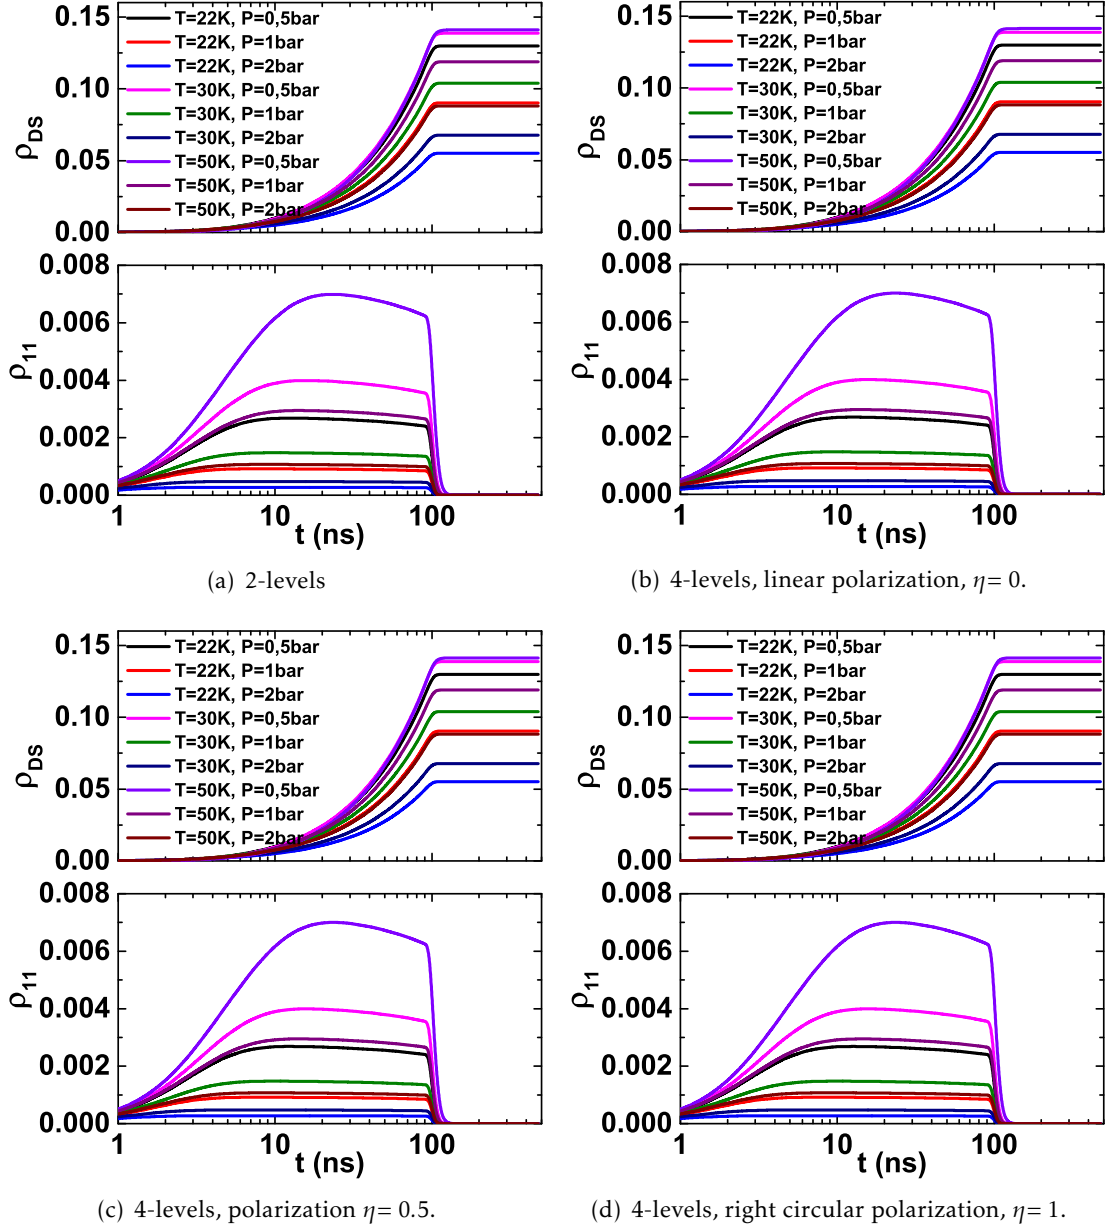 0.15
0.10
0.05
0.00
ρDS
T=22K, P=0,5bar
T=22K, P=1bar
T=22K, P=2bar
T=30K, P=0,5bar
T=30K, P=1bar
T=30K, P=2bar
T=50K, P=0,5bar
T=50K, P=1bar
T=50K, P=2bar
0.008
0.006
0.004
0.002
0.000
ρ11
1 10 100
t (ns)
(a) 2-levels
0.15
0.10
0.05
0.00
ρDS
T=22K, P=0,5bar
T=22K, P=1bar
T=22K, P=2bar
T=30K, P=0,5bar
T=30K, P=1bar
T=30K, P=2bar
T=50K, P=0,5bar
T=50K, P=1bar
T=50K, P=2bar
0.008
0.006
0.004
0.002
0.000
ρ11
1 10 100
t (ns)
(b) 4-levels, linear polarization, η= 0.
0.15
0.10
0.05
0.00
ρDS
T=22K, P=0,5bar
T=22K, P=1bar
T=22K, P=2bar
T=30K, P=0,5bar
T=30K, P=1bar
T=30K, P=2bar
T=50K, P=0,5bar
T=50K, P=1bar
T=50K, P=2bar
0.008
0.006
0.004
0.002
0.000
ρ11
1 10 100
t (ns)
(c) 4-levels, polarization η= 0.5.
0.15
0.10
0.05
0.00
ρDS
T=22K, P=0,5bar
T=22K, P=1bar
T=22K, P=2bar
T=30K, P=0,5bar
T=30K, P=1bar
T=30K, P=2bar
T=50K, P=0,5bar
T=50K, P=1bar
T=50K, P=2bar
0.008
0.006
0.004
0.002
0.000
ρ11
1 10 100
t (ns)
(d) 4-levels, right circular polarization, η= 1.